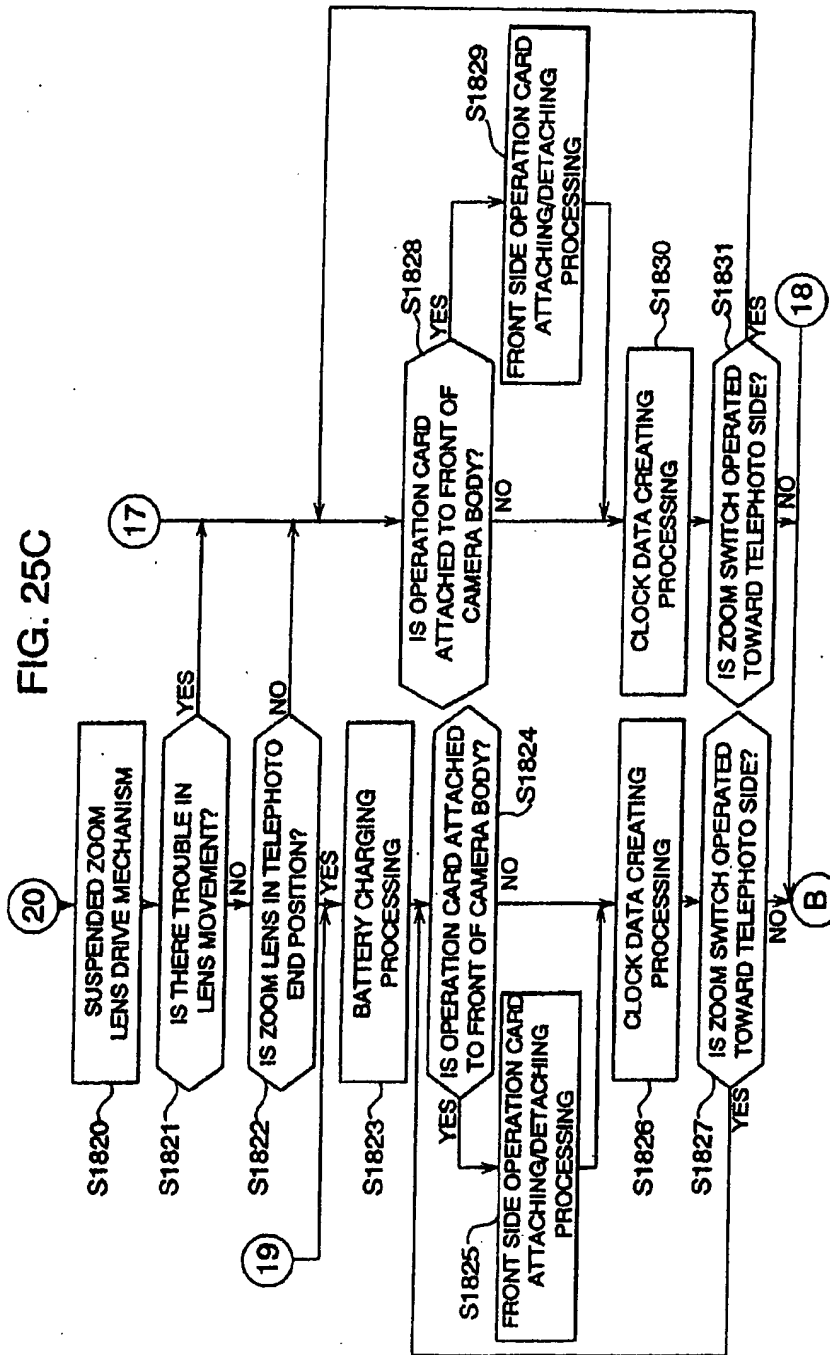 FIG. 25C
20
SUSPENDED ZOOM
LENS DRIVE MECHANISM
S1820
IS THERE TROUBLE IN
LENS MOVEMENT?
YES
NO
S1821
IS ZOOM LENS IN TELEPHOTO
END POSITION?
NO
YES
S1822
19
BATTERY CHARGING
PROCESSING
S1823
IS OPERATION CARD ATTACHED
TO FRONT OF CAMERA BODY?
YES
NO
S1824
FRONT SIDE OPERATION CARD
ATTACHING/DETACHING
PROCESSING
S1825
CLOCK DATA CREATING
PROCESSING
S1826
IS ZOOM SWITCH OPERATED
TOWARD TELEPHOTO SIDE?
YES
NO
S1827
B
17
IS OPERATION CARD
ATTACHED TO FRONT OF
CAMERA BODY?
YES
NO
S1828
FRONT SIDE OPERATION CARD
ATTACHING/DETACHING
PROCESSING
S1829
CLOCK DATA CREATING
PROCESSING
S1830
IS ZOOM SWITCH OPERATED
TOWARD TELEPHOTO SIDE?
YES
NO
S1831
18